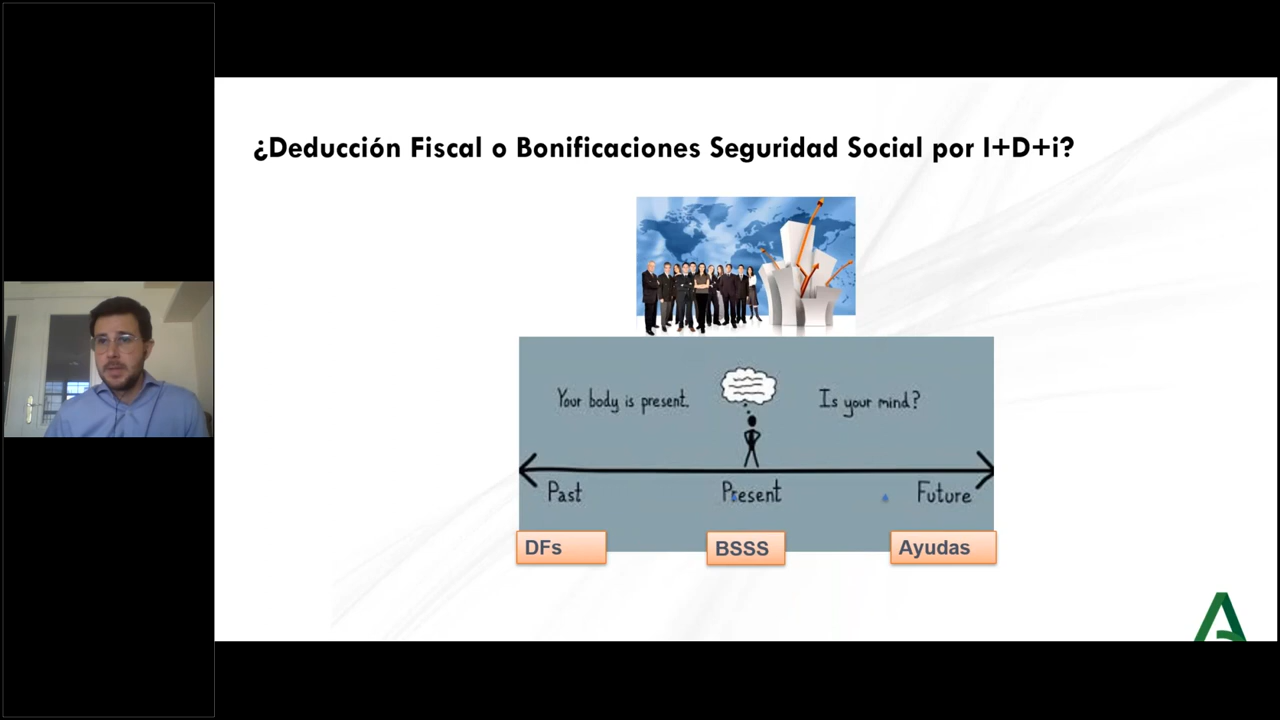 ¿Deducción Fiscal o Bonificaciones Seguridad Social por I+D+i?
Your body is present. Is your mind?
Past Present Future
DFs BSSS Ayudas